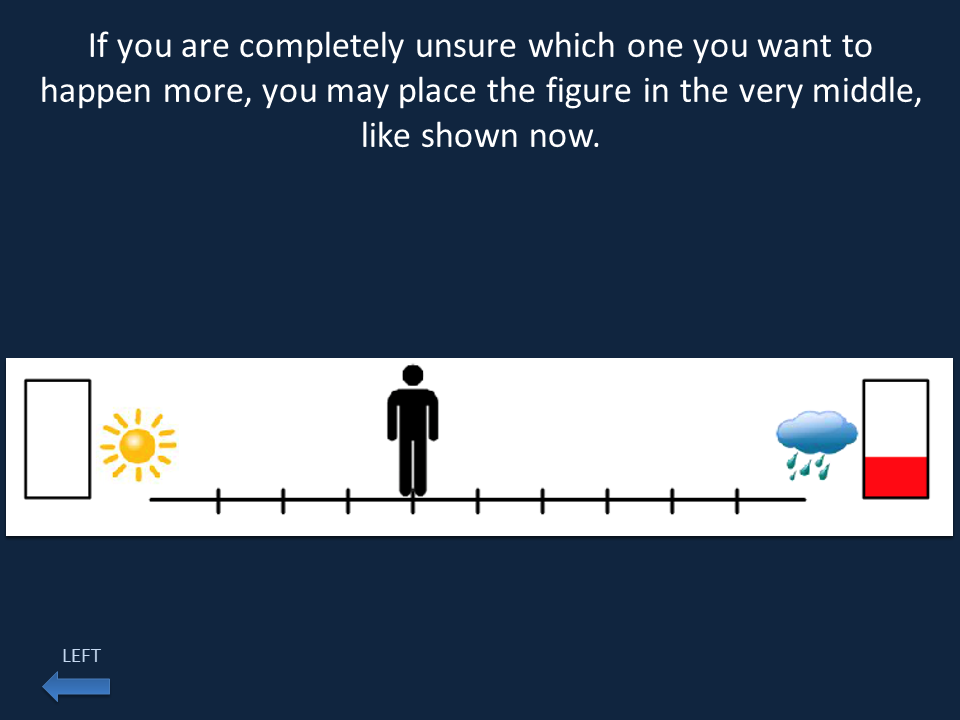 If you are completely unsure which one you want to
happen more, you may place the figure in the very middle,
like shown now.
LEFT